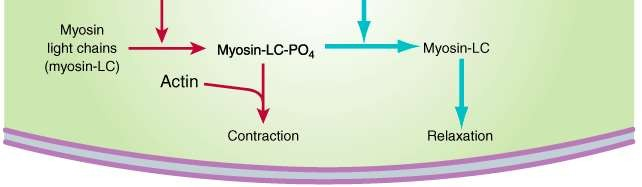 Myosin
light chains
(myosin-LC)
Myosin-LC-PO₄
Myosin-LC
Actin
Contraction
Relaxation